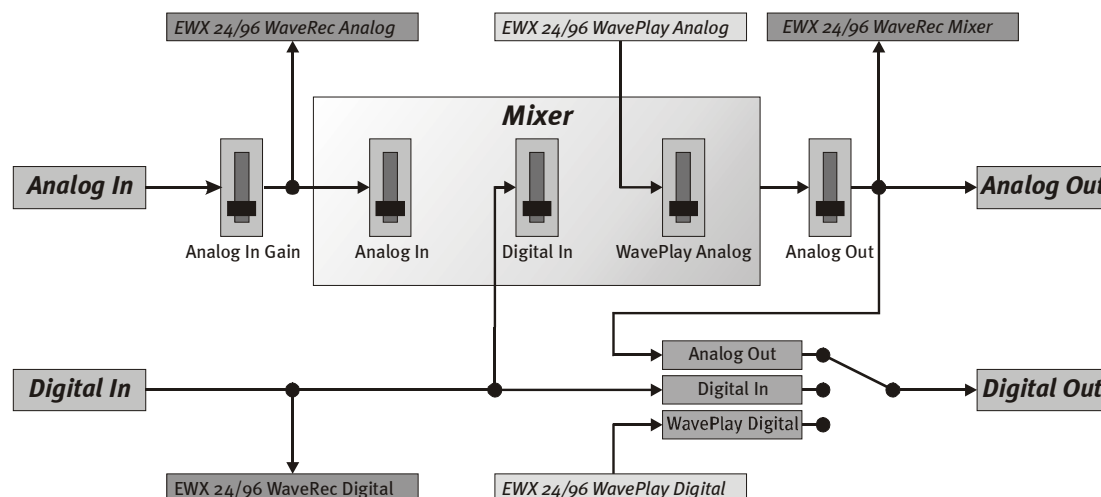 EWX 24/96 WaveRec Analog
EWX 24/96 WavePlay Analog
EWX 24/96 WaveRec Mixer
Mixer
Analog In
Analog Out
Analog In Gain
Analog In
Digital In
WavePlay Analog
Analog Out
Analog Out
Digital In
Digital In
Digital Out
WavePlay Digital
EWX 24/96 WaveRec Digital
EWX 24/96 WavePlay Digital